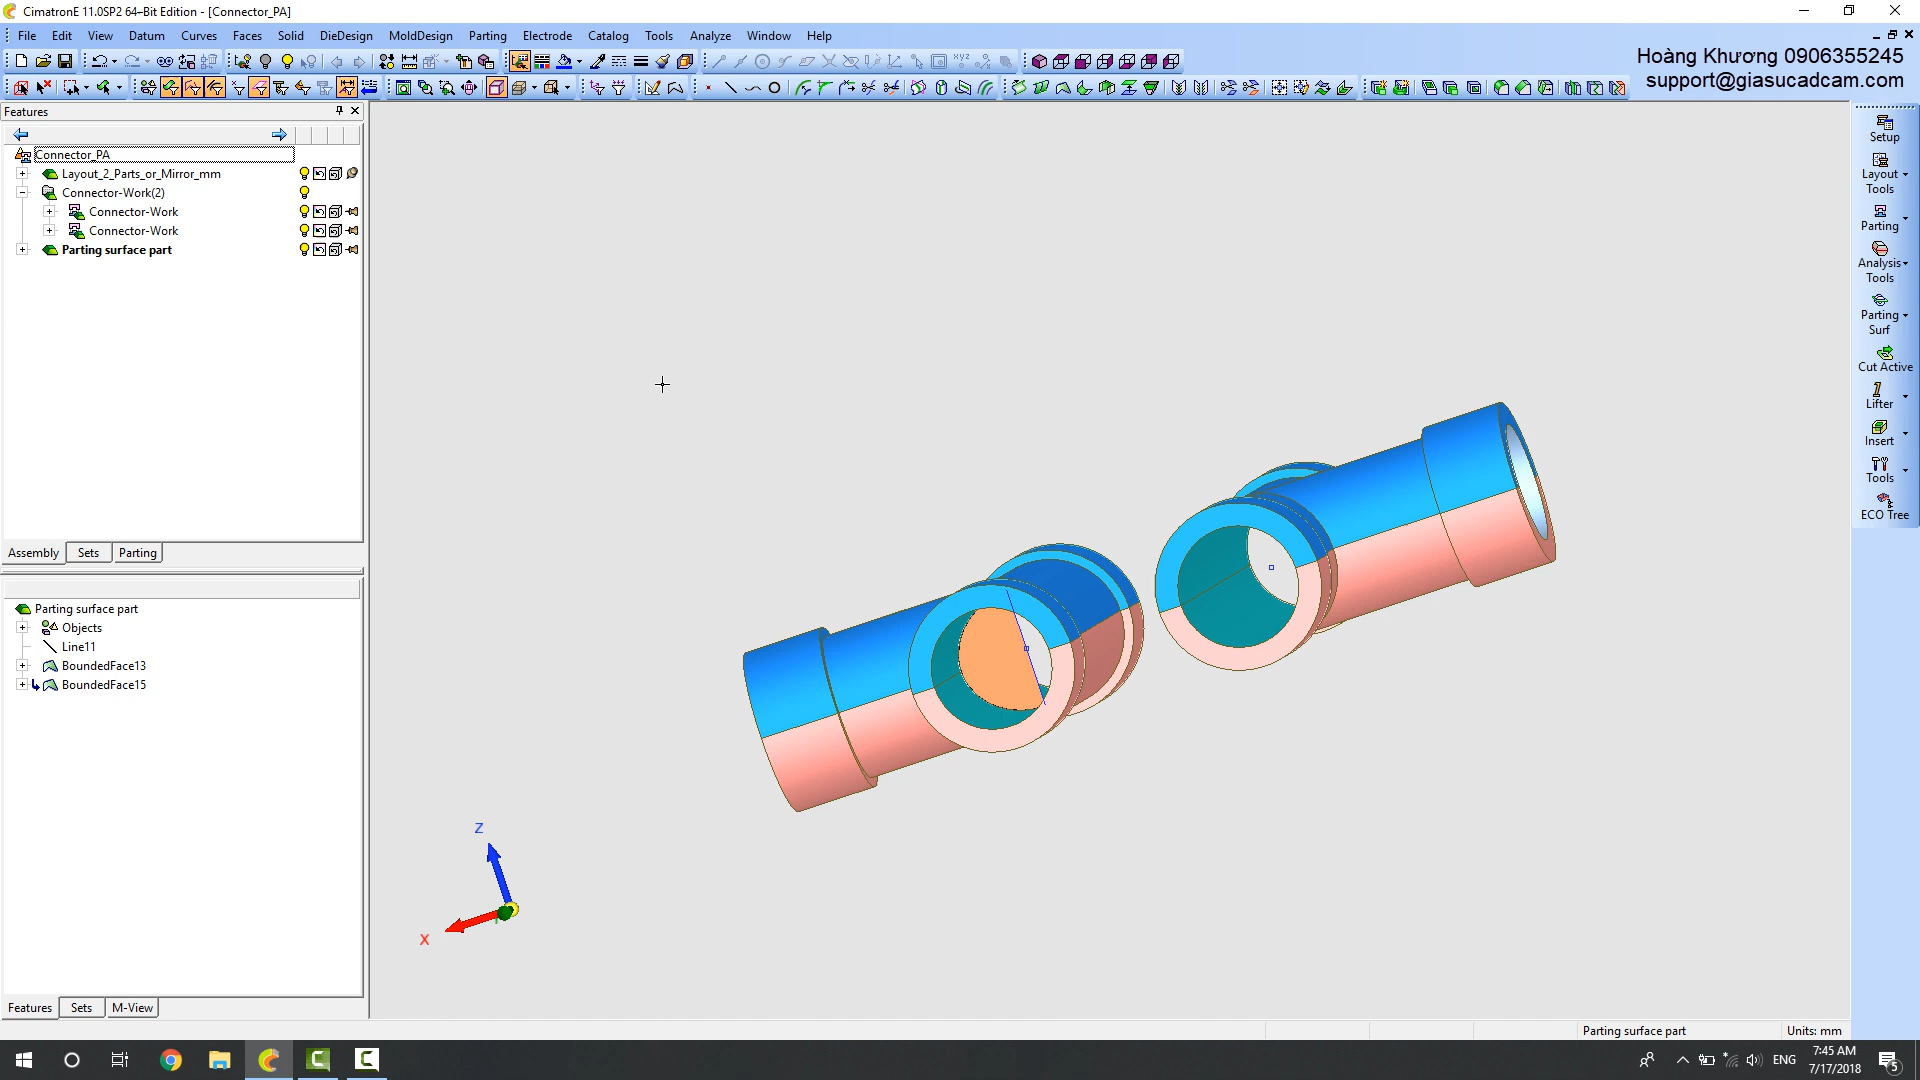 CimatronE 11.0SP2 64–Bit Edition - [Connector_PA]
File Edit View Datum Curves Faces Solid DieDesign MoldDesign Parting Electrode Catalog Tools Analyze Window Help
Hoàng Khương 0906355245
support@giasucadcam.com
Features
Connector_PA
Layout_2_Parts_or_Mirror_mm
Connector-Work(2)
Connector-Work
Connector-Work
Parting surface part
Assembly Sets Parting
Parting surface part
Objects
Line11
BoundedFace13
BoundedFace15
Features Sets M-View
Z
X
Setup
Layout
Tools
Parting
Analysis
Tools
Parting
Surf
Cut Active
Lifter
Insert
Tools
ECO Tree
Parting surface part
Units: mm
ENG
7:45 AM
7/17/2018
5